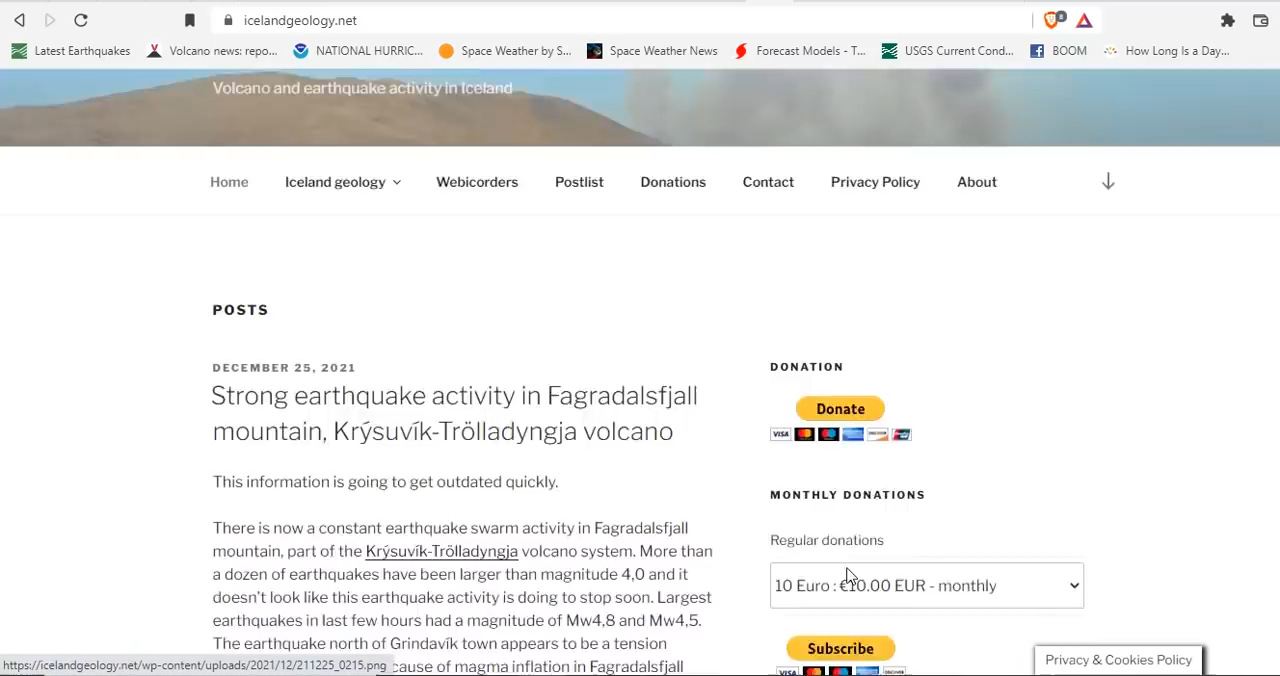 icelandgeology.net
8
Latest Earthquakes
Volcano news: repo...
NATIONAL HURRIC...
Space Weather by S...
Space Weather News
Forecast Models - T...
USGS Current Cond...
BOOM
How Long Is a Day...
Volcano and earthquake activity in Iceland
Home
Iceland geology
Webicorders
Postlist
Donations
Contact
Privacy Policy
About
POSTS
DECEMBER 25, 2021
Strong earthquake activity in Fagradalsfjall
mountain, Krýsuvík-Trölladyngja volcano
This information is going to get outdated quickly.
There is now a constant earthquake swarm activity in Fagradalsfjall
mountain, part of the Krýsuvík-Trölladyngja volcano system. More than
a dozen of earthquakes have been larger than magnitude 4,0 and it
doesn't look like this earthquake activity is doing to stop soon. Largest
earthquakes in last few hours had a magnitude of Mw4,8 and Mw4,5.
The earthquake north of Grindavík town appears to be a tension
cause of magma inflation in Fagradalsfjall
DONATION
Donate
VISA
MONTHLY DONATIONS
Regular donations
10 Euro : €10.00 EUR - monthly
Subscribe
VISA
Privacy & Cookies Policy
https://icelandgeology.net/wp-content/uploads/2021/12/211225_0215.png